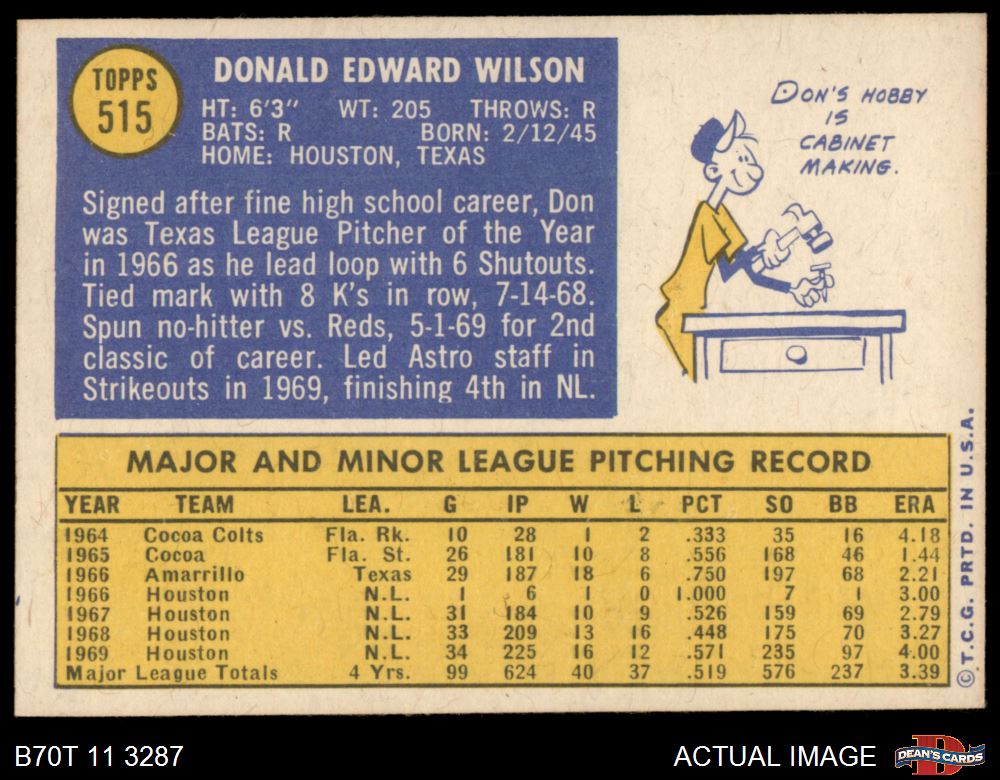 TOPPS
515
DONALD EDWARD WILSON
HT: 6'3" WT: 205 THROWS: R
BATS: R BORN: 2/12/45
HOME: HOUSTON, TEXAS
Signed after fine high school career, Don
was Texas League Pitcher of the Year
in 1966 as he lead loop with 6 Shutouts.
Tied mark with 8 K's in row, 7-14-68.
Spun no-hitter vs. Reds, 5-1-69 for 2nd
classic of career. Led Astro staff in
Strikeouts in 1969, finishing 4th in NL.
DON'S HOBBY
IS
CABINET
MAKING.
MAJOR AND MINOR LEAGUE PITCHING RECORD
YEAR TEAM LEA. G IP W L PCT SO BB ERA
1964 Cocoa Colts Fla. Rk. 10 28 1 2 .333 35 16 4.18
1965 Cocoa Fla. St. 26 181 10 8 .556 168 46 1.44
1966 Amarrillo Texas 29 187 18 6 .750 197 68 2.21
1966 Houston N.L. 1 6 1 0 1.000 7 1 3.00
1967 Houston N.L. 31 184 10 9 .526 159 69 2.79
1968 Houston N.L. 33 209 13 16 .448 175 70 3.27
1969 Houston N.L. 34 225 16 12 .571 235 97 4.00
Major League Totals 4 Yrs. 99 624 40 37 .519 576 237 3.39
© T.C.G. PRTD. IN U.S.A.
B70T 11 3287
ACTUAL IMAGE
DEAN'S CARDS